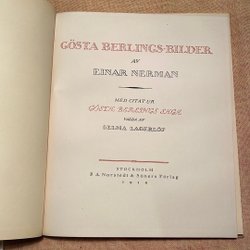 GÖSTA BERLINGS-BILDER
AV
EINAR NERMAN
MED CITAT UR
GÖSTA BERLINGS SAGA
VALDA AV
SELMA LAGERLÖF
STOCKHOLM
P. A. Norstedt & Söners Förlag
1916